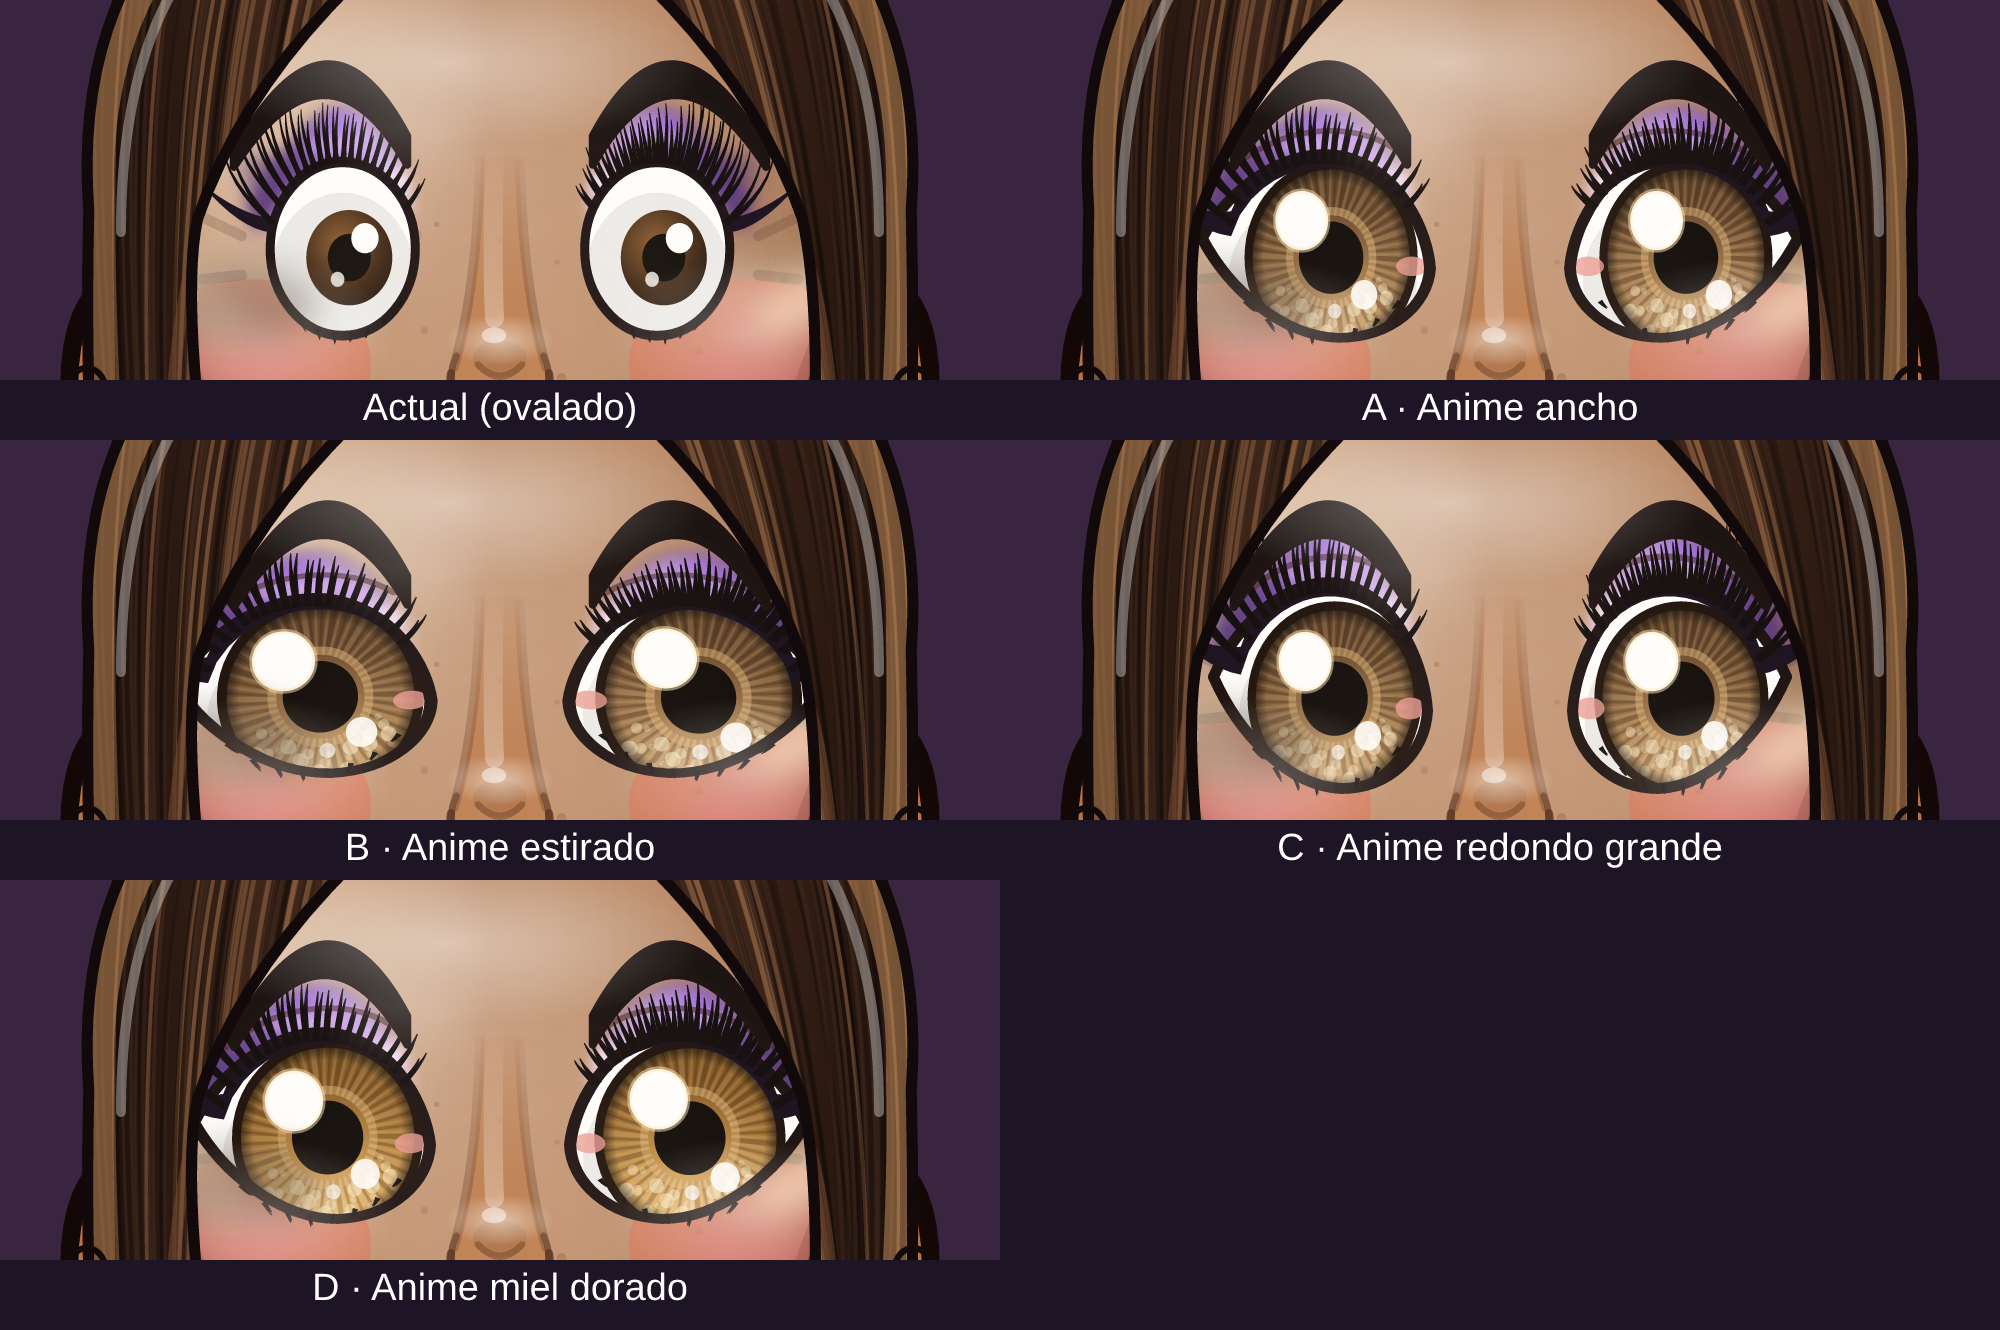 Actual (ovalado)
A · Anime ancho
B · Anime estirado
C · Anime redondo grande
D · Anime miel dorado